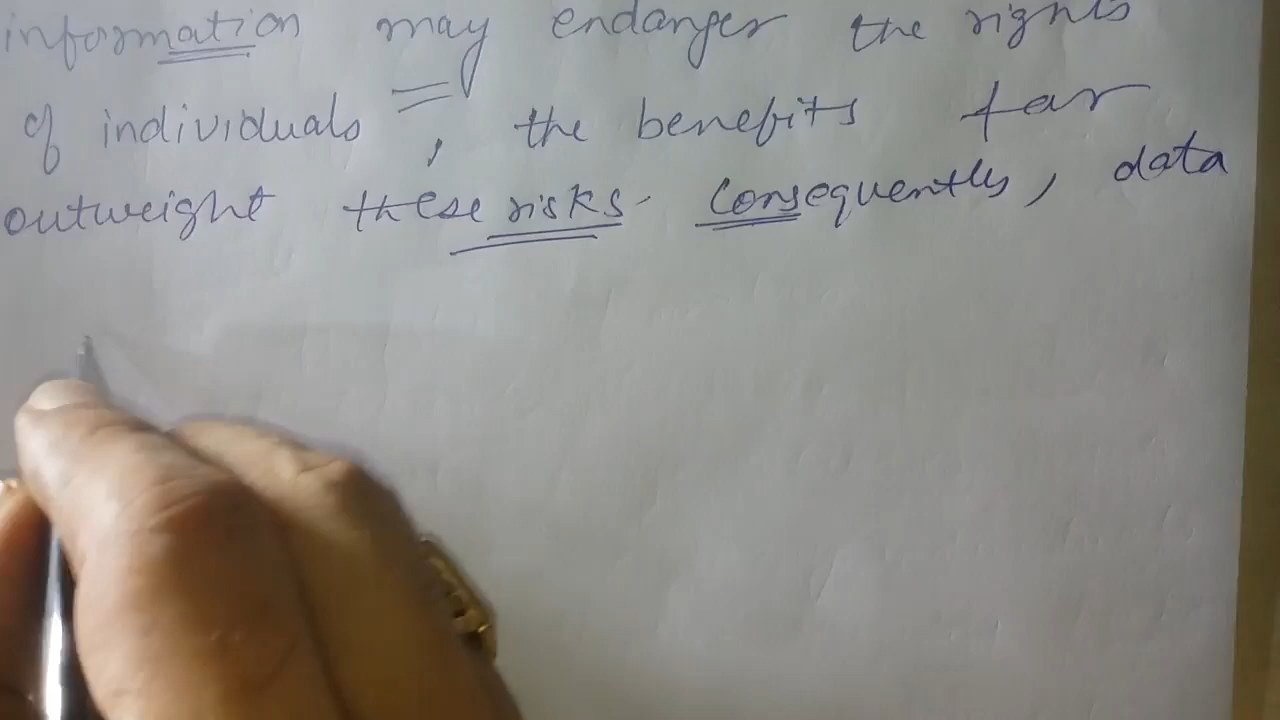 information may endanger the rights
of individuals, the benefits far
outweight these risks. Consequently, data